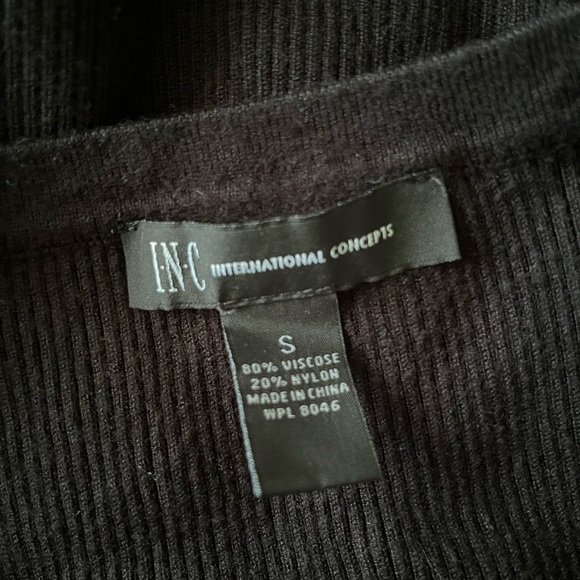 I·N·C INTERNATIONAL CONCEPTS
S
80% VISCOSE
20% NYLON
MADE IN CHINA
WPL 8046